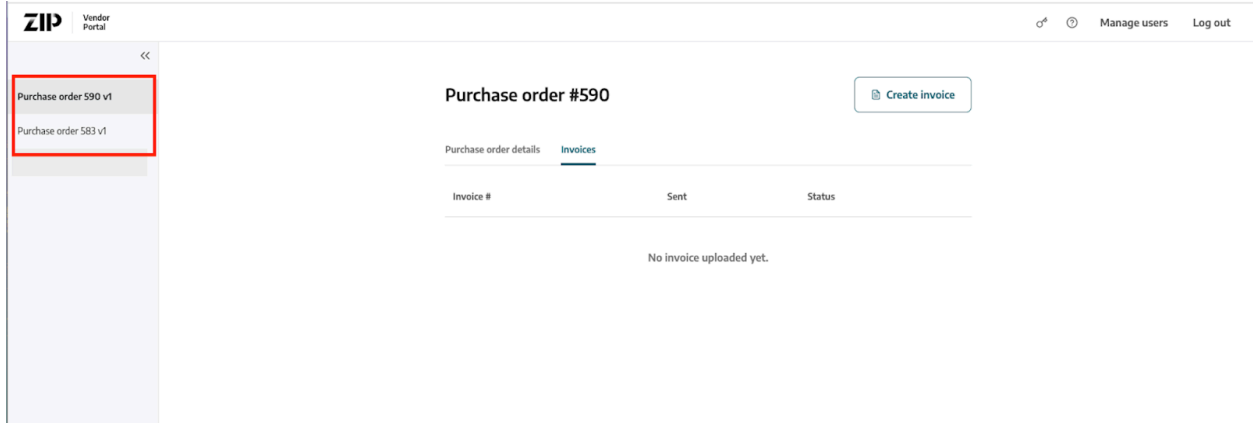 ZIP
Vendor
Portal
Manage users
Log out
Purchase order 590 v1
Purchase order 583 v1
Purchase order #590
Create invoice
Purchase order details
Invoices
Invoice #
Sent
Status
No invoice uploaded yet.